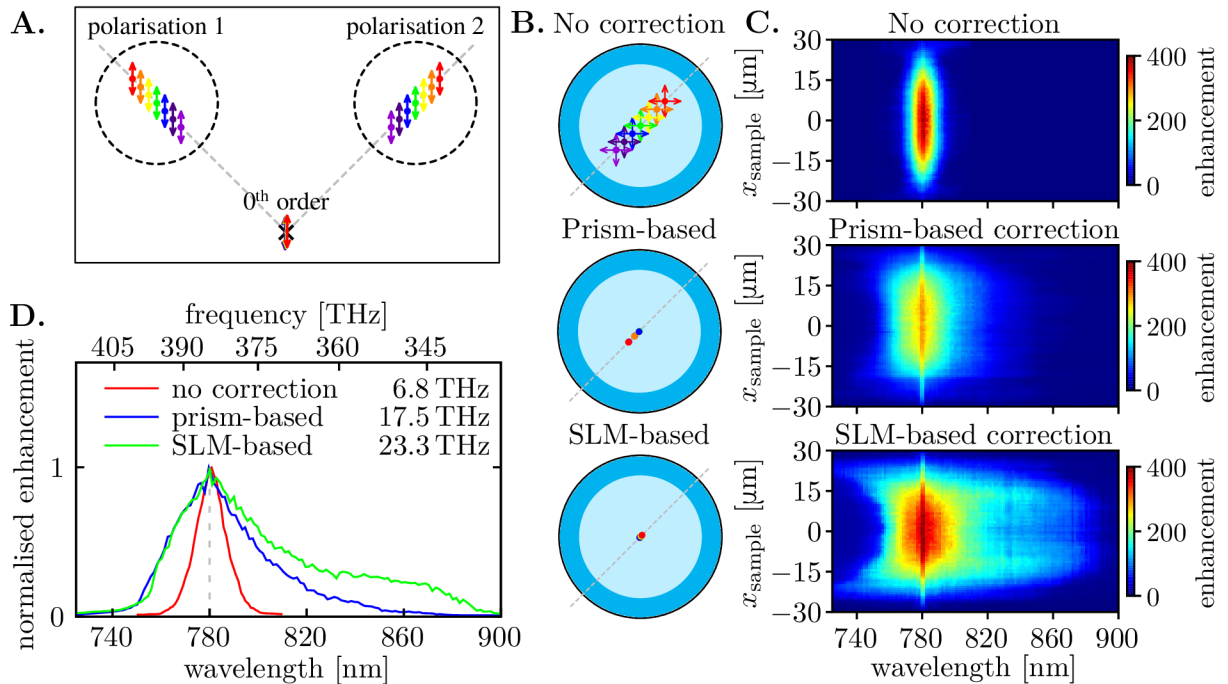 A.
polarisation 1
polarisation 2
0th order
B.
No correction
Prism-based
SLM-based
C.
No correction
30
15
0
−15
−30
xsample [µm]
400
200
0
enhancement
Prism-based correction
30
15
0
−15
−30
xsample [µm]
400
200
0
enhancement
SLM-based correction
30
15
0
−15
−30
xsample [µm]
400
200
0
enhancement
740 780 820 860 900
wavelength [nm]
D.
frequency [THz]
405 390 375 360 345
no correction 6.8 THz
prism-based 17.5 THz
SLM-based 23.3 THz
normalised enhancement
1
0
740 780 820 860 900
wavelength [nm]